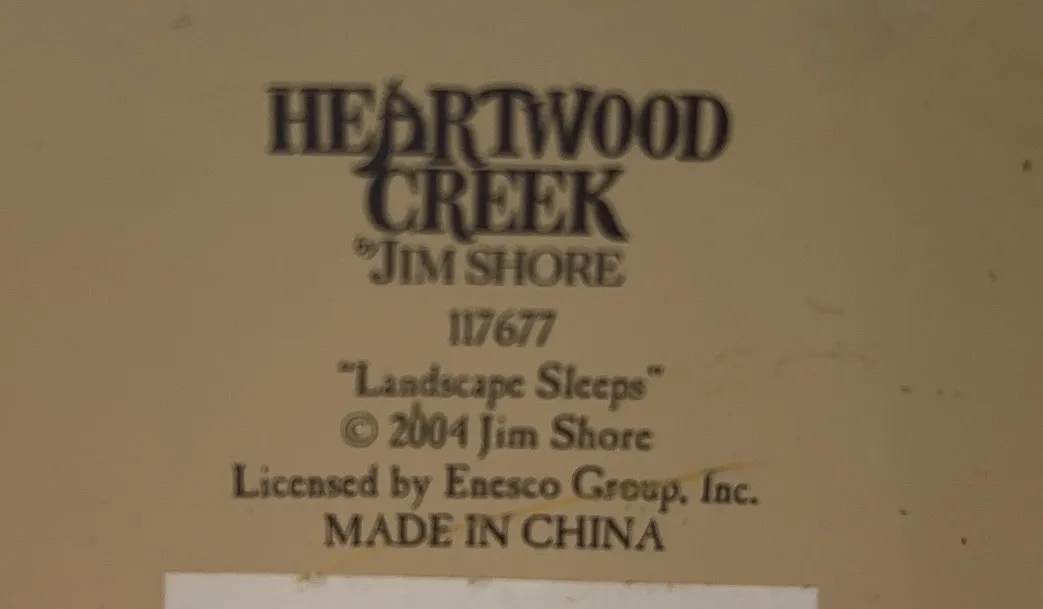 HEARTWOOD
CREEK
by JIM SHORE
117677
"Landscape Sleeps"
© 2004 Jim Shore
Licensed by Enesco Group, Inc.
MADE IN CHINA